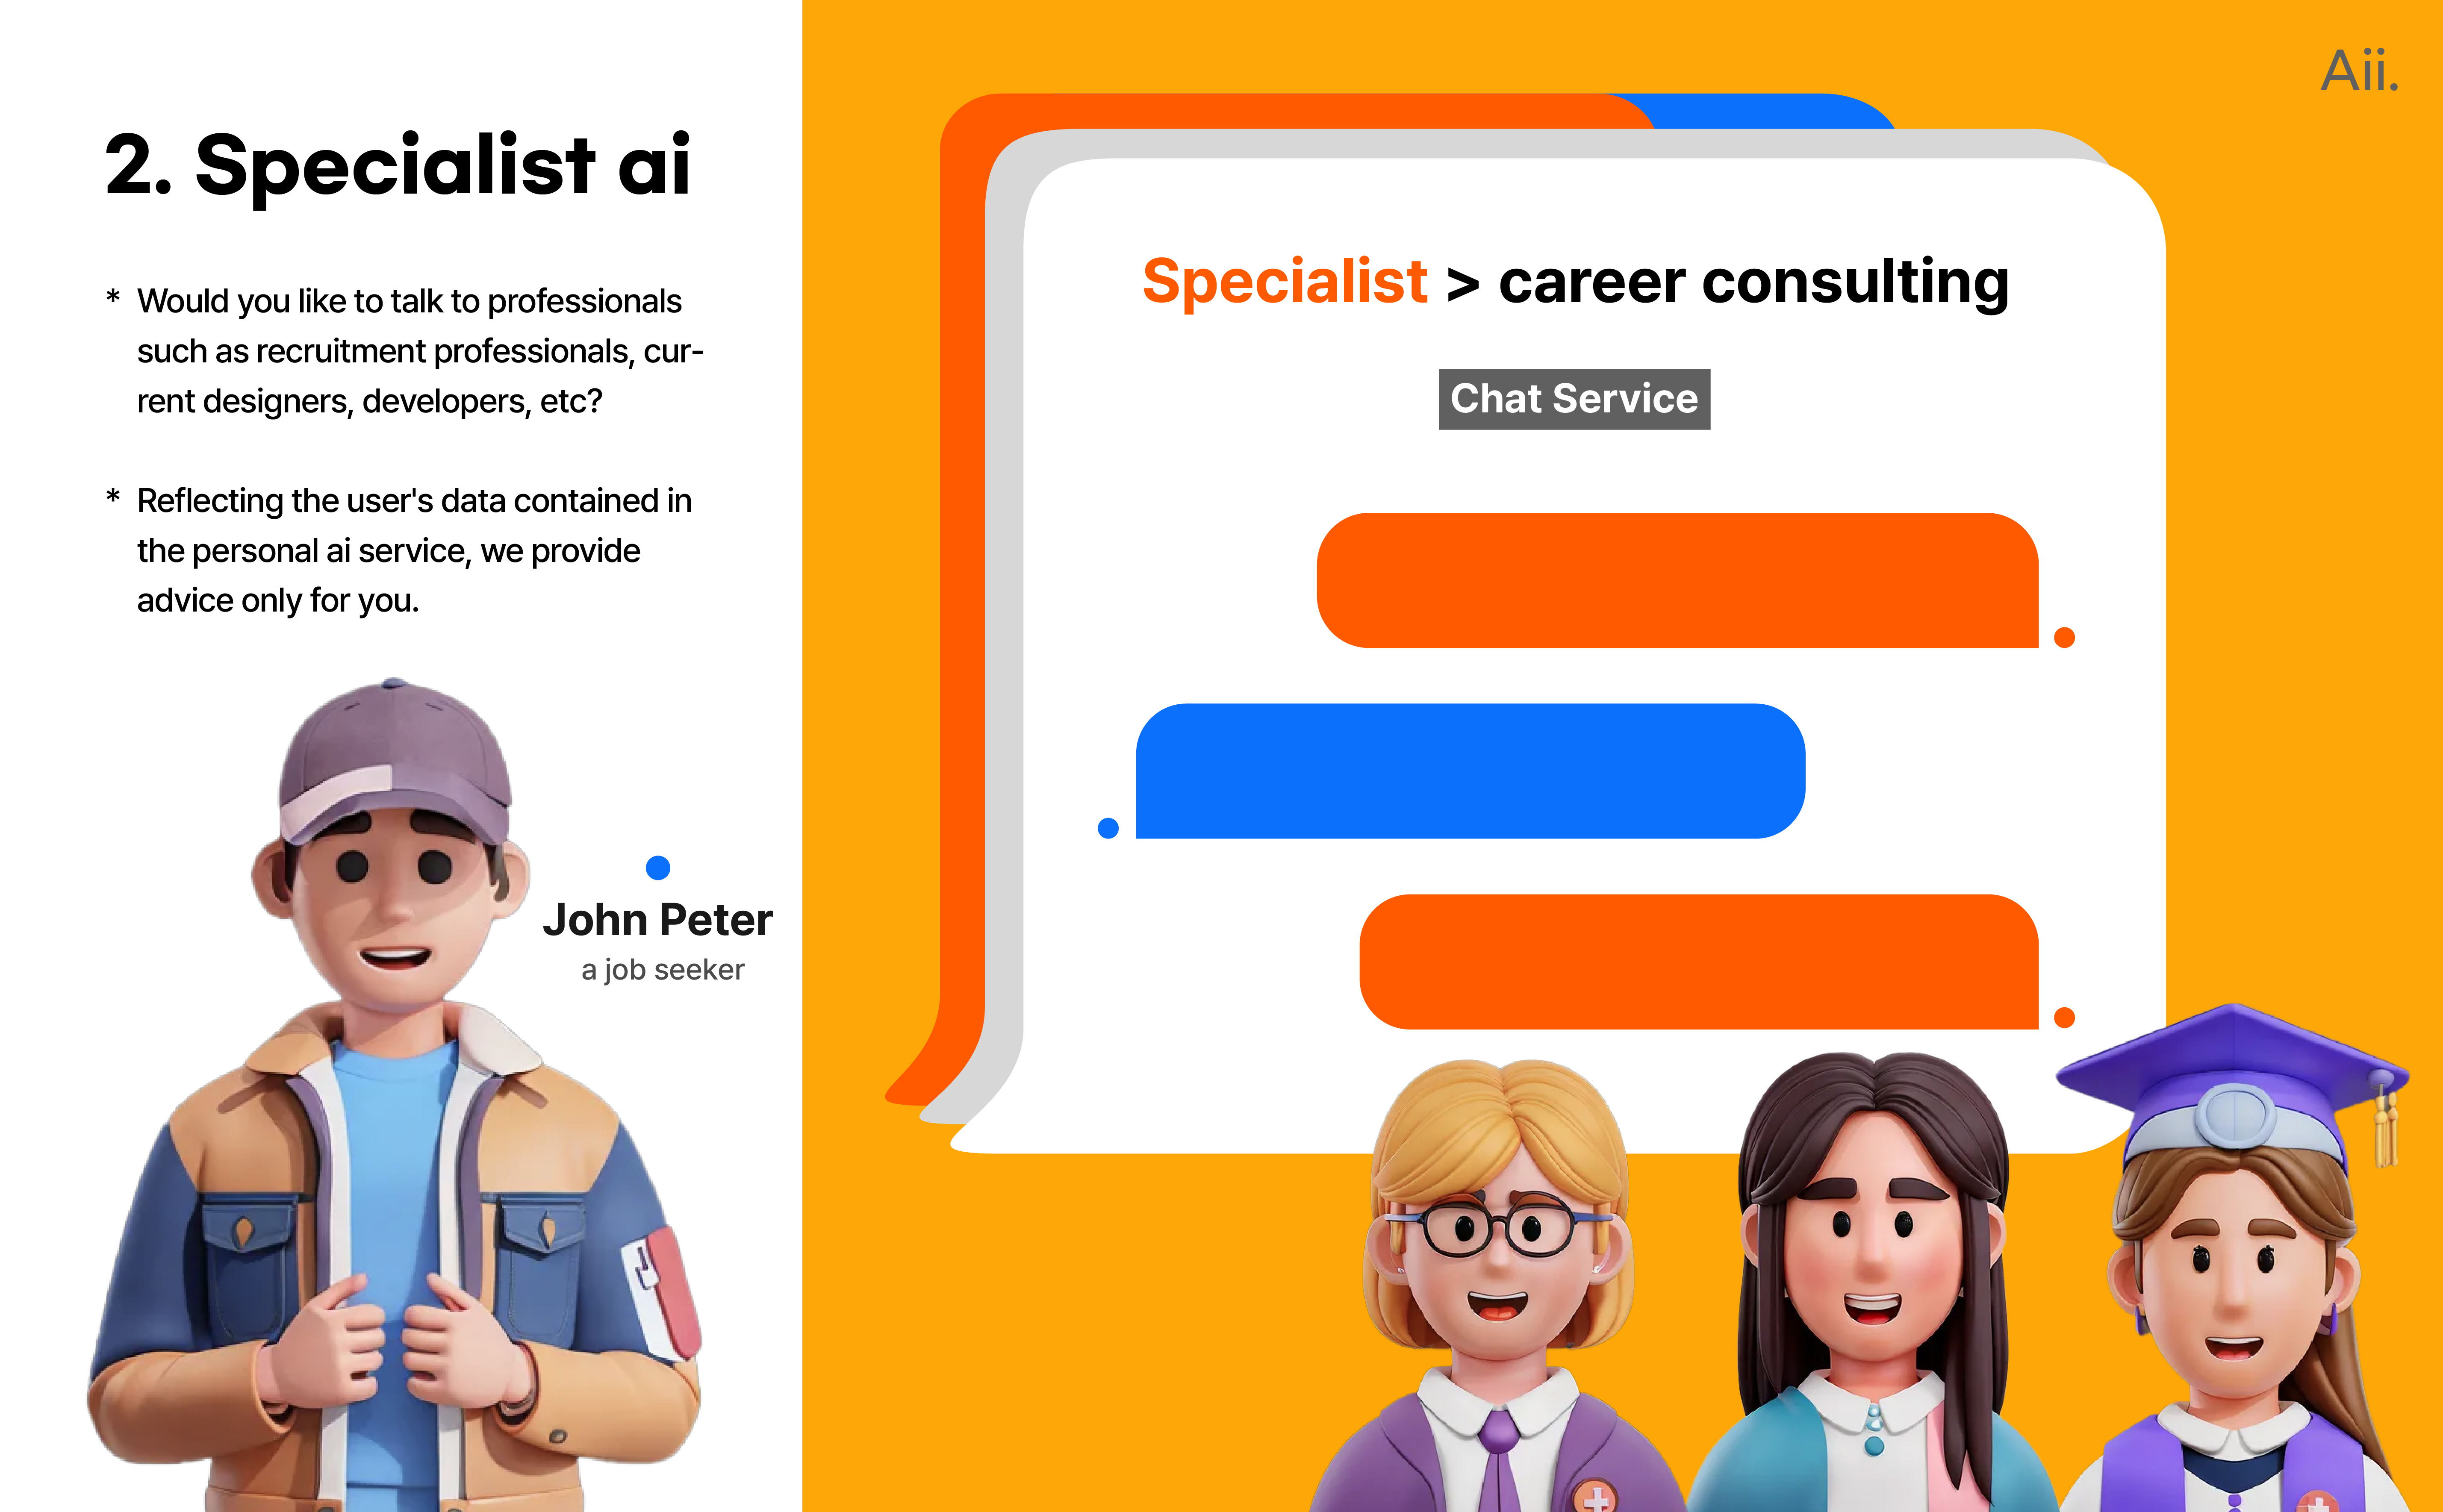 2. Specialist ai
* Would you like to talk to professionals
such as recruitment professionals, cur-
rent designers, developers, etc?
* Reflecting the user's data contained in
the personal ai service, we provide
advice only for you.
John Peter
a job seeker
Aii.
Specialist > career consulting
Chat Service